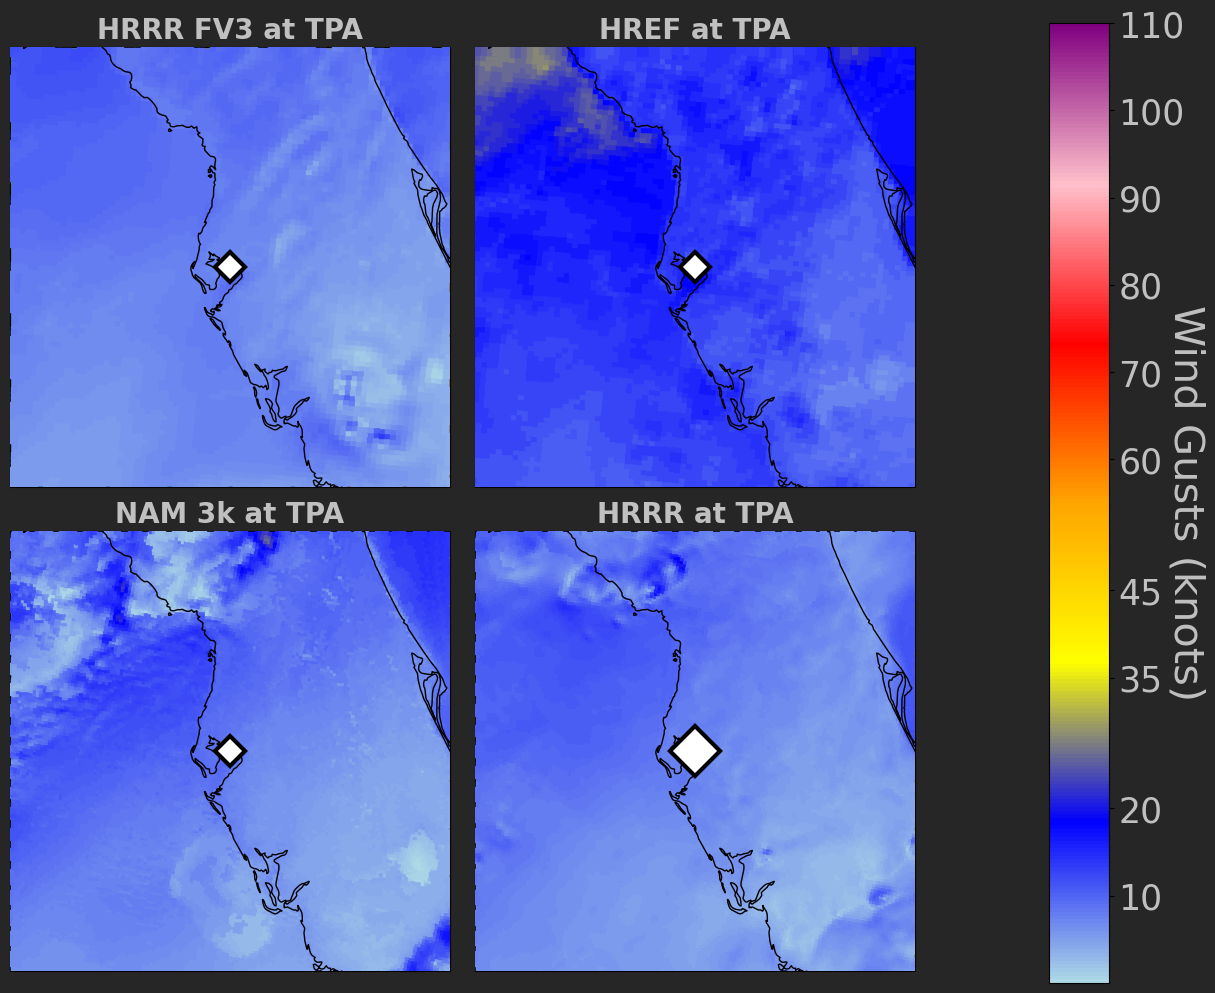 HRRR FV3 at TPA
HREF at TPA
NAM 3k at TPA
HRRR at TPA
110
100
90
80
70
60
45
35
20
10
Wind Gusts (knots)